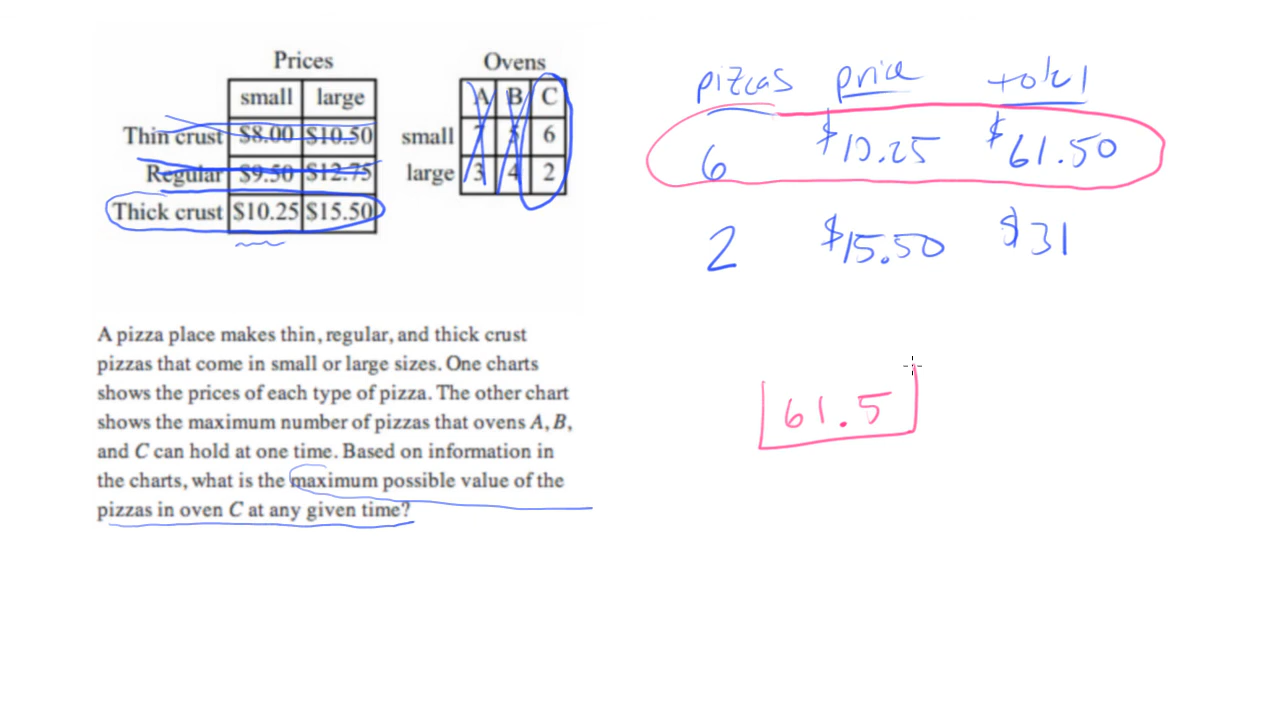 Prices
small large
Thin crust $8.00 $10.50
Regular $9.50 $12.75
Thick crust $10.25 $15.50
Ovens
A B C
small 7 5 6
large 3 4 2
pizzas price total
6 $10.25 $61.50
2 $15.50 $31
61.5
A pizza place makes thin, regular, and thick crust
pizzas that come in small or large sizes. One charts
shows the prices of each type of pizza. The other chart
shows the maximum number of pizzas that ovens A, B,
and C can hold at one time. Based on information in
the charts, what is the maximum possible value of the
pizzas in oven C at any given time?